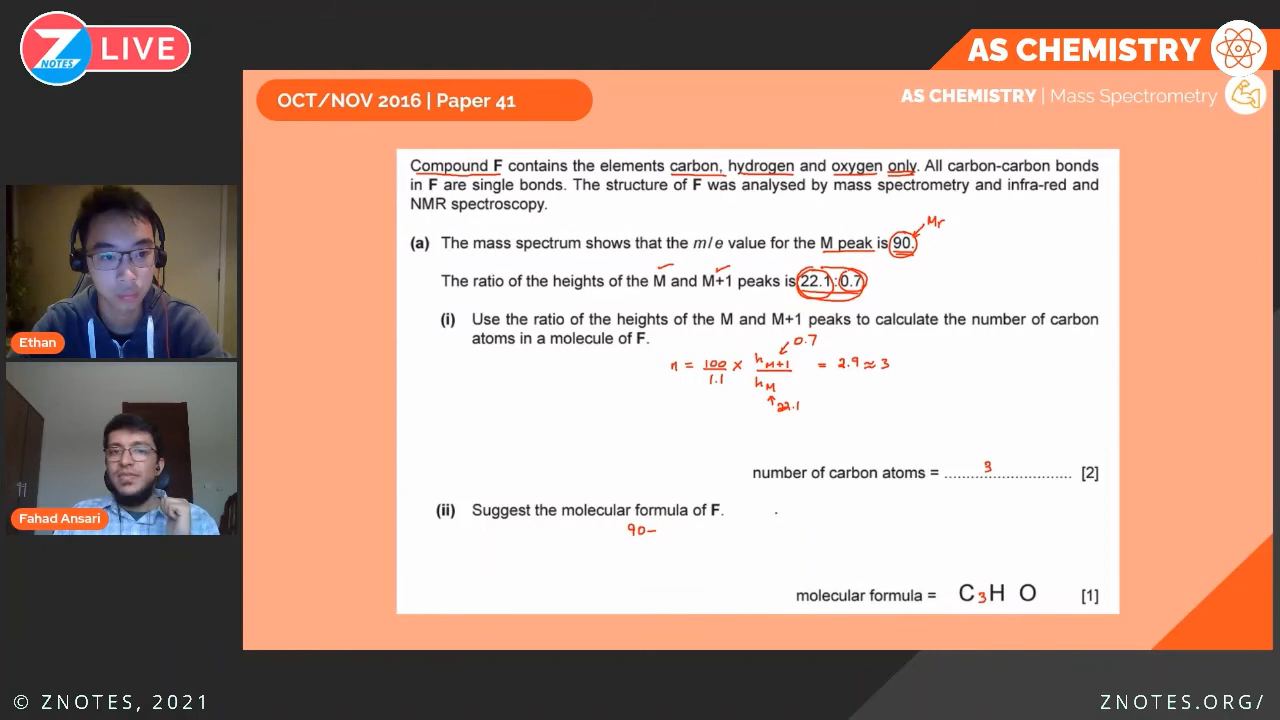 Z NOTES LIVE
AS CHEMISTRY
OCT/NOV 2016 | Paper 41
AS CHEMISTRY | Mass Spectrometry
Compound F contains the elements carbon, hydrogen and oxygen only. All carbon-carbon bonds
in F are single bonds. The structure of F was analysed by mass spectrometry and infra-red and
NMR spectroscopy.
Mr
(a) The mass spectrum shows that the m/e value for the M peak is 90.
The ratio of the heights of the M and M+1 peaks is 22.1:0.7
(i) Use the ratio of the heights of the M and M+1 peaks to calculate the number of carbon
atoms in a molecule of F.
0.7
n = 100/1.1 × hM+1/hM = 2.9 ≈ 3
22.1
number of carbon atoms = 3 [2]
(ii) Suggest the molecular formula of F.
90-
molecular formula = C3H O [1]
Ethan
Fahad Ansari
© ZNOTES, 2021
ZNOTES.ORG/